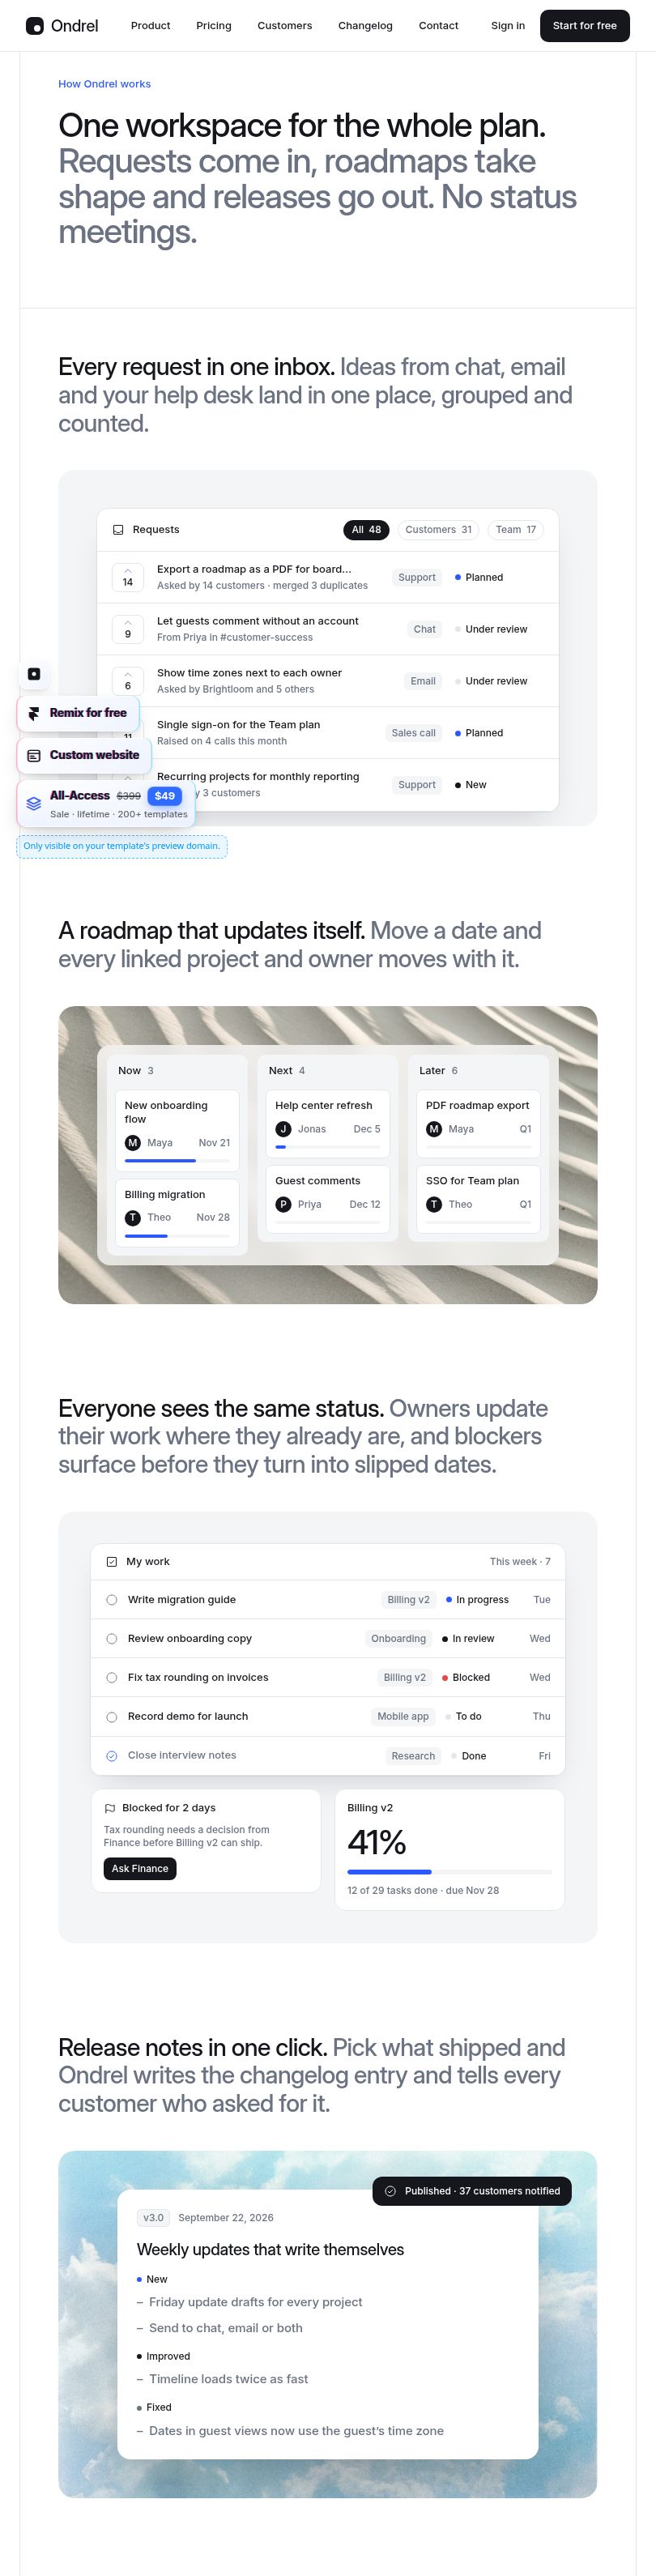 Ondrel
Product
Pricing
Customers
Changelog
Contact
Sign in
Start for free
How Ondrel works
One workspace for the whole plan.
Requests come in, roadmaps take
shape and releases go out. No status
meetings.
Every request in one inbox. Ideas from chat, email
and your help desk land in one place, grouped and
counted.
Requests
All 48
Customers 31
Team 17
14
Export a roadmap as a PDF for board...
Asked by 14 customers · merged 3 duplicates
Support
Planned
9
Let guests comment without an account
From Priya in #customer-success
Chat
Under review
6
Show time zones next to each owner
Asked by Brightloom and 5 others
Email
Under review
Single sign-on for the Team plan
Raised on 4 calls this month
Sales call
Planned
Recurring projects for monthly reporting
3 customers
Support
New
Remix for free
Custom website
All-Access $399 $49
Sale · lifetime · 200+ templates
Only visible on your template's preview domain.
A roadmap that updates itself. Move a date and
every linked project and owner moves with it.
Now 3
New onboarding
flow
M Maya Nov 21
Billing migration
T Theo Nov 28
Next 4
Help center refresh
J Jonas Dec 5
Guest comments
P Priya Dec 12
Later 6
PDF roadmap export
M Maya Q1
SSO for Team plan
T Theo Q1
Everyone sees the same status. Owners update
their work where they already are, and blockers
surface before they turn into slipped dates.
My work
This week · 7
Write migration guide
Billing v2
In progress
Tue
Review onboarding copy
Onboarding
In review
Wed
Fix tax rounding on invoices
Billing v2
Blocked
Wed
Record demo for launch
Mobile app
To do
Thu
Close interview notes
Research
Done
Fri
Blocked for 2 days
Tax rounding needs a decision from
Finance before Billing v2 can ship.
Ask Finance
Billing v2
41%
12 of 29 tasks done · due Nov 28
Release notes in one click. Pick what shipped and
Ondrel writes the changelog entry and tells every
customer who asked for it.
Published · 37 customers notified
v3.0 September 22, 2026
Weekly updates that write themselves
New
– Friday update drafts for every project
– Send to chat, email or both
Improved
– Timeline loads twice as fast
Fixed
– Dates in guest views now use the guest's time zone